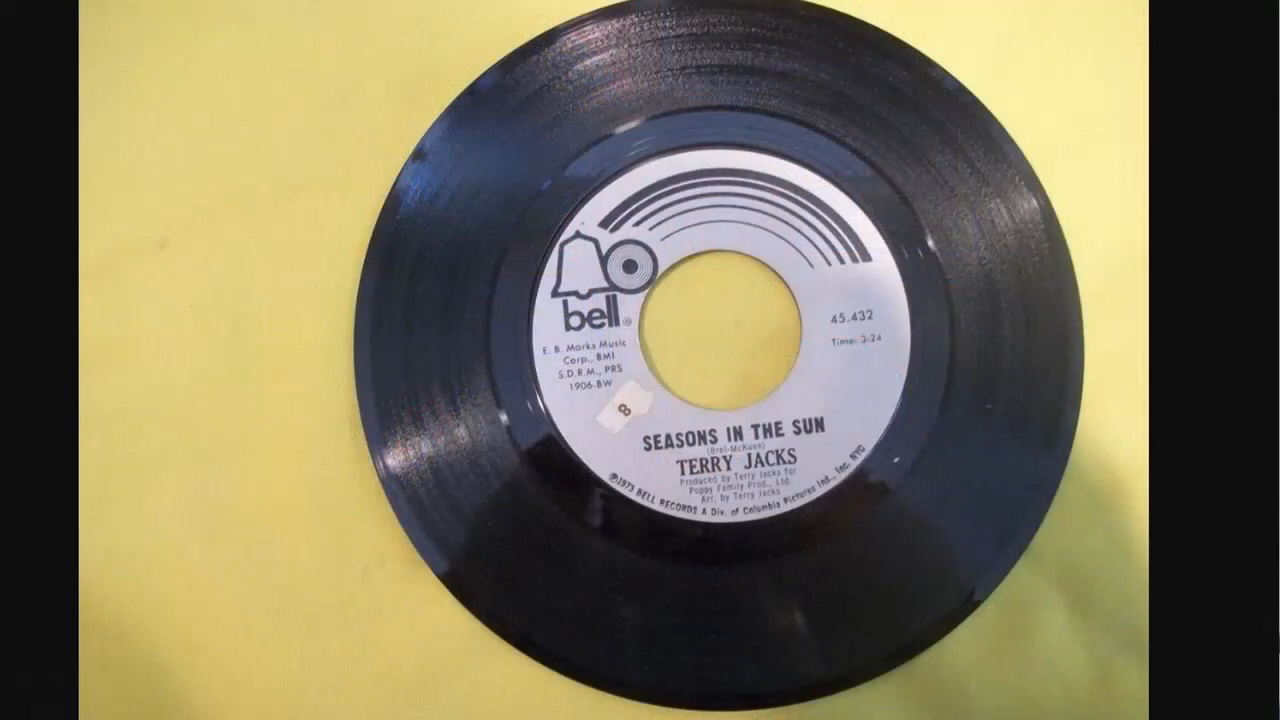 bell®
45.432
Time: 3:24
E. B. Marks Music
Corp., BMI
S.D.R.M., PRS
1906-BW
8
SEASONS IN THE SUN
(Brel-McKuen)
TERRY JACKS
Produced by Terry Jacks for
Poppy Family Prod., Ltd.
Arr. by Terry Jacks
℗1973 BELL RECORDS A Div. of Columbia Pictures Ind., Inc. NYC